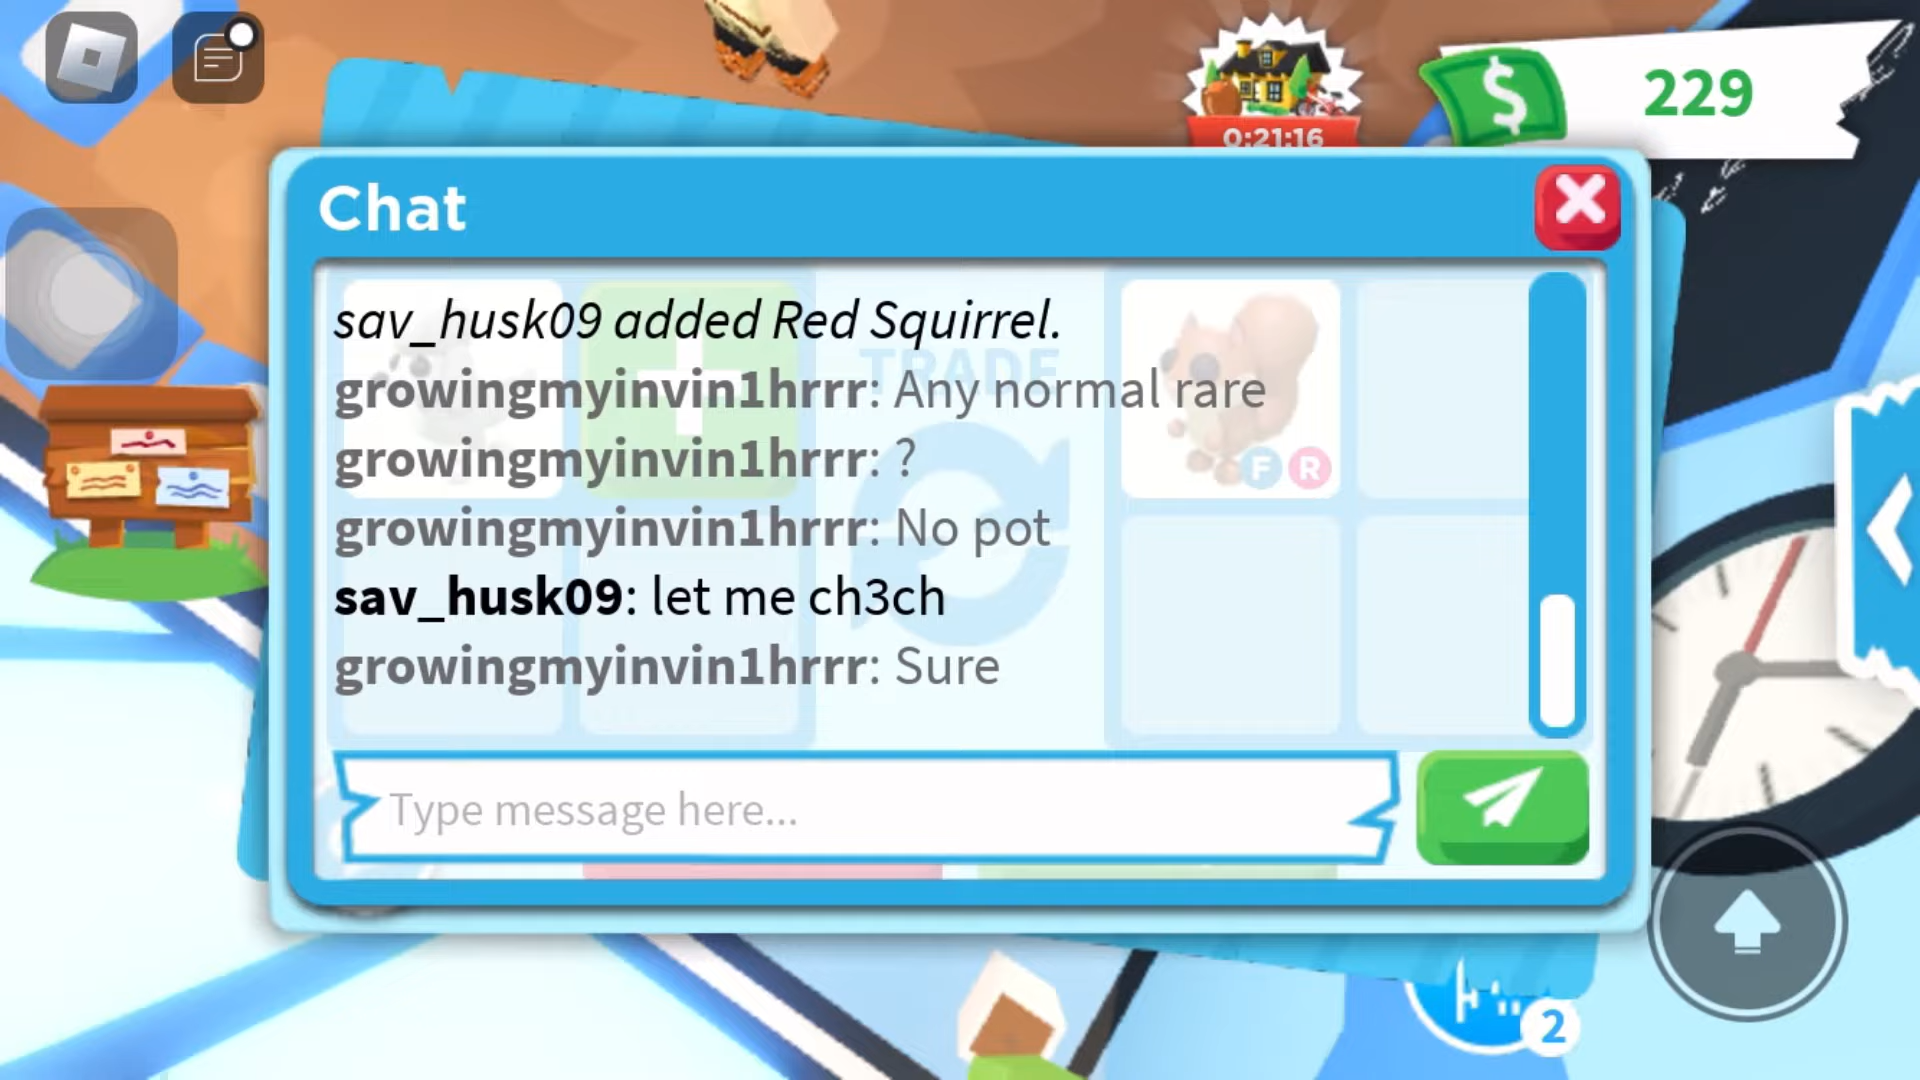 0:21:16
229
Chat
sav_husk09 added Red Squirrel.
TRADE
growingmyinvin1hrrr: Any normal rare
growingmyinvin1hrrr: ?
F R
growingmyinvin1hrrr: No pot
sav_husk09: let me ch3ch
growingmyinvin1hrrr: Sure
Type message here...
2